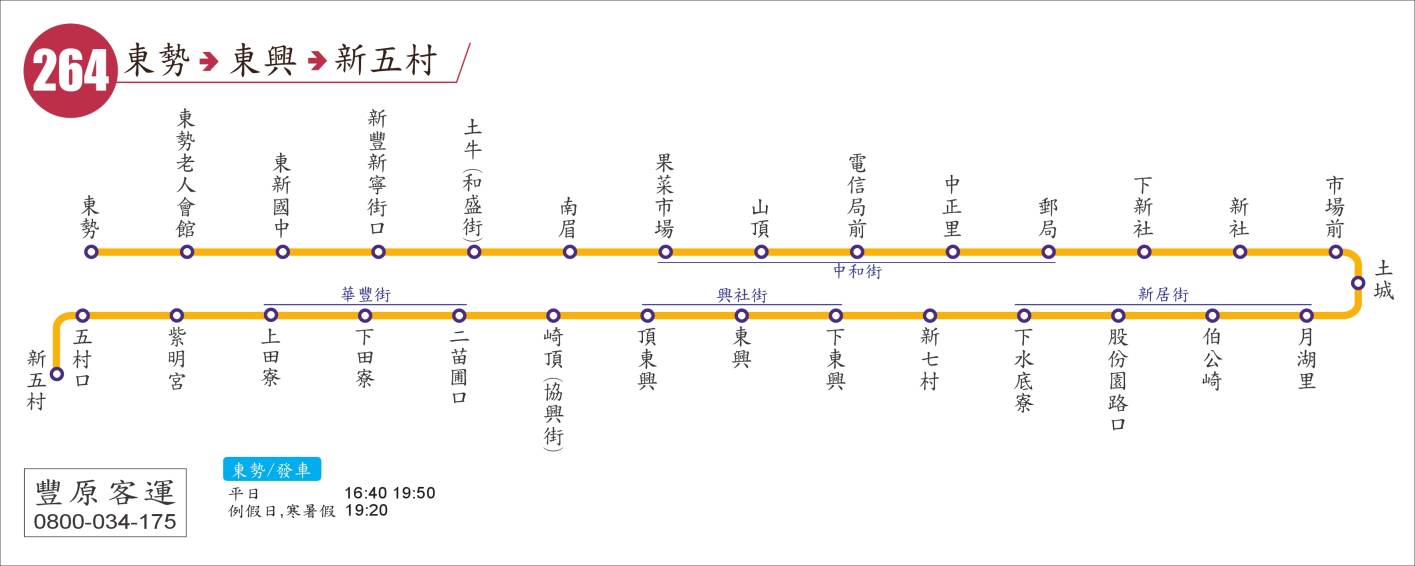 264 東勢 → 東興 → 新五村
東勢
東勢老人會館
東新國中
新豐新寧街口
土牛(和盛街)
南眉
果菜市場
山頂
電信局前
中正里
郵局
下新社
新社
市場前
中和街
土城
華豐街
興社街
新居街
月湖里
伯公崎
股份園路口
下水底寮
新七村
下東興
東興
頂東興
崎頂(協興街)
二苗圃口
下田寮
上田寮
紫明宮
五村口
新五村
豐原客運
0800-034-175
東勢/發車
平日 16:40 19:50
例假日,寒暑假 19:20